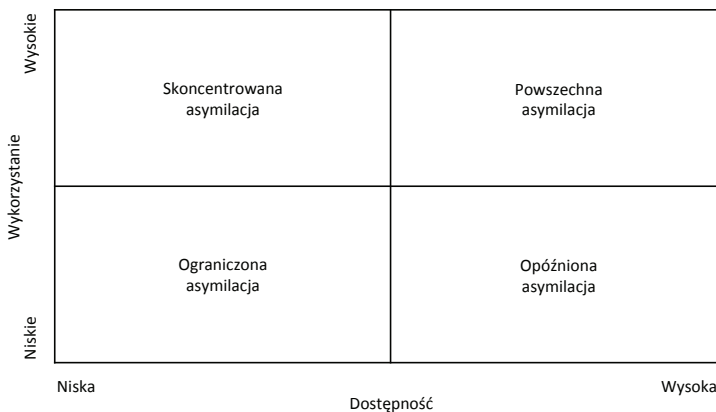 Wysokie
Wykorzystanie
Niskie
Skoncentrowana
asymilacja
Powszechna
asymilacja
Ograniczona
asymilacja
Opóźniona
asymilacja
Niska
Wysoka
Dostępność